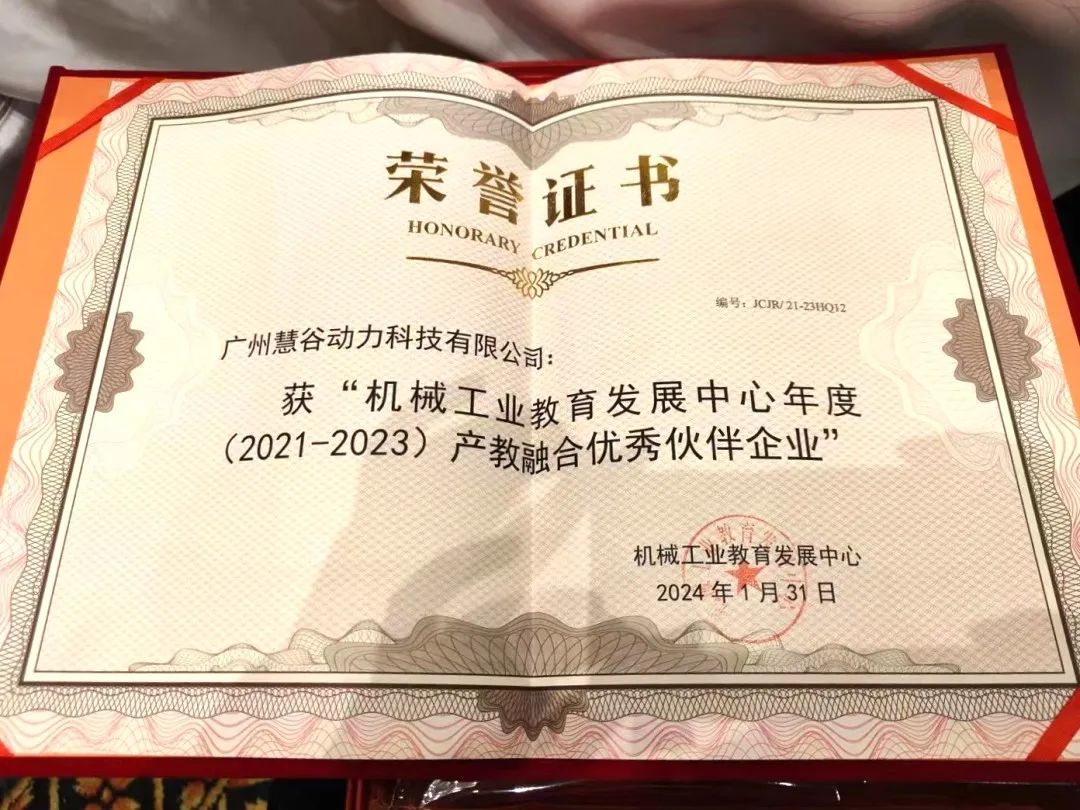 荣誉证书
HONORARY CREDENTIAL
编号：JCJR/ 21-23HQ12
广州慧谷动力科技有限公司：
获“机械工业教育发展中心年度
（2021-2023）产教融合优秀伙伴企业”
机械工业教育发展中心
2024 年 1 月 31 日